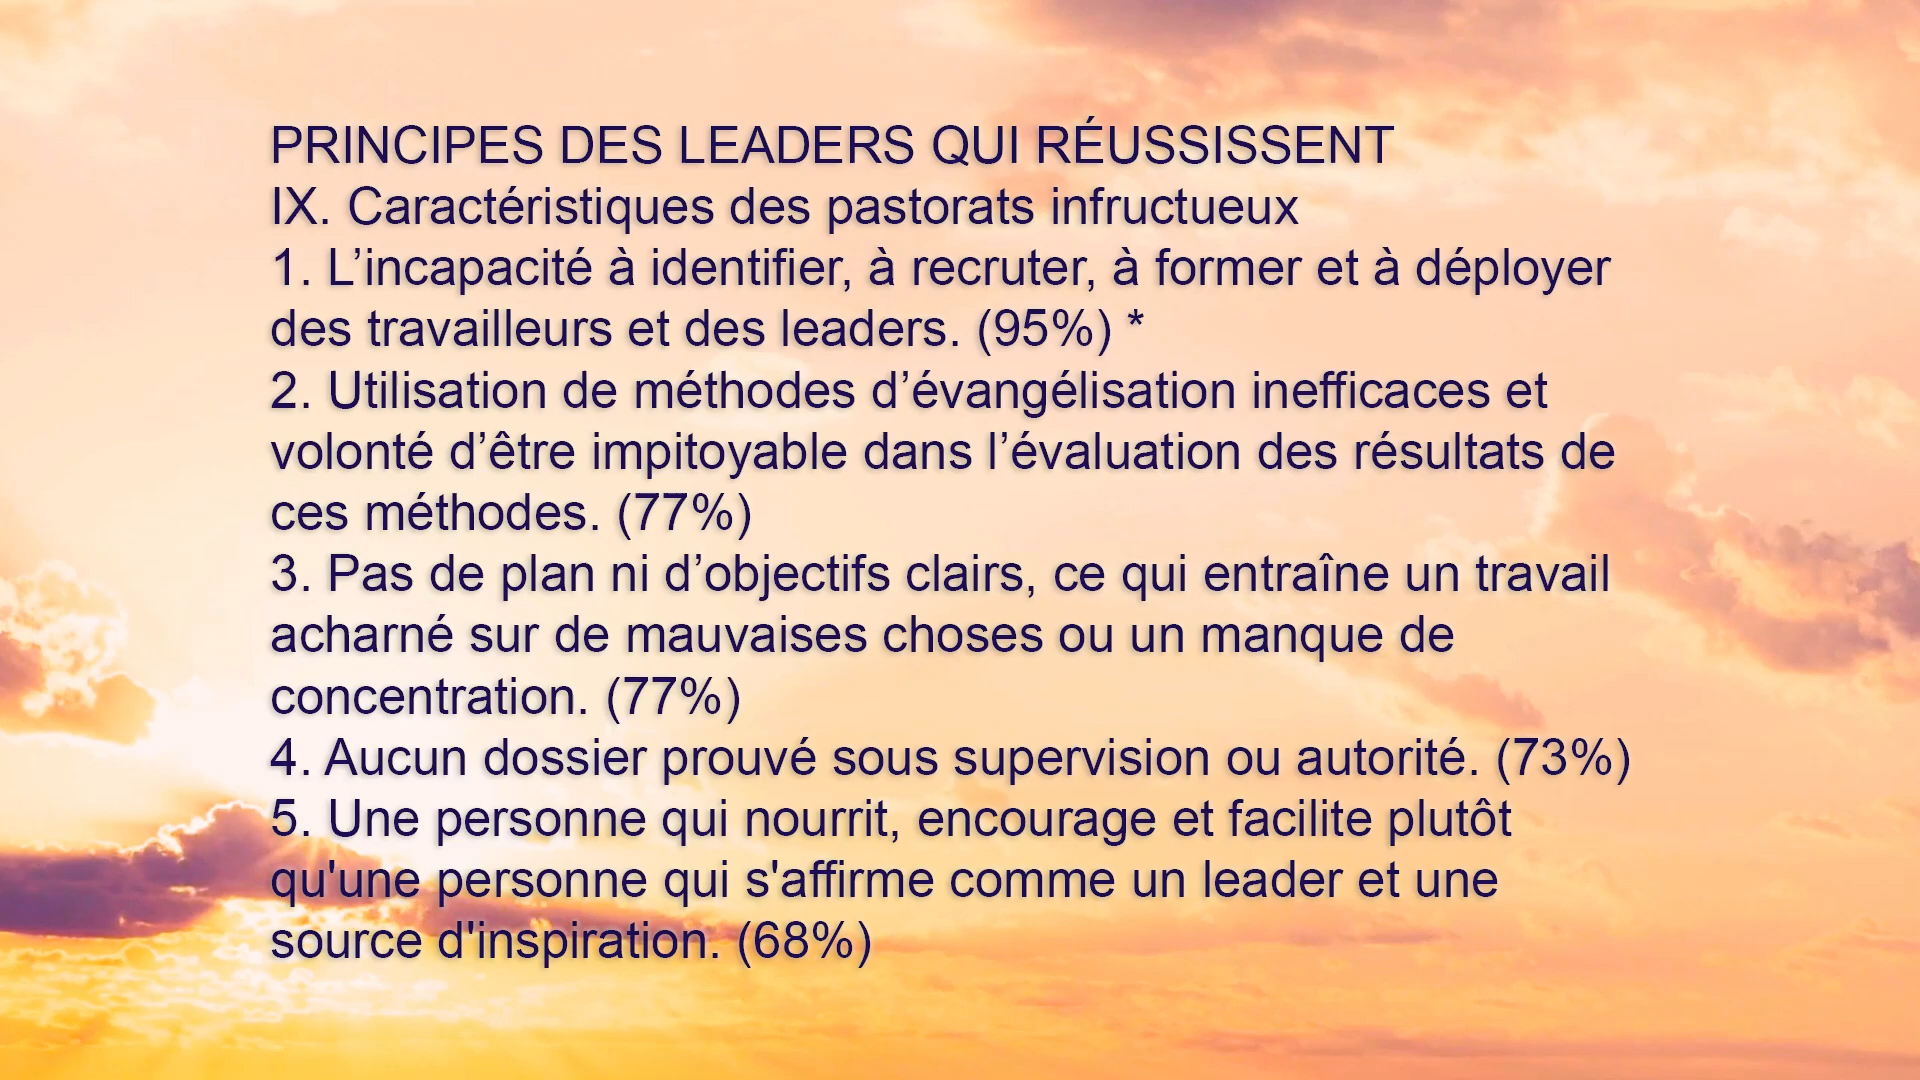 PRINCIPES DES LEADERS QUI RÉUSSISSENT
IX. Caractéristiques des pastorats infructueux
1. L’incapacité à identifier, à recruter, à former et à déployer
des travailleurs et des leaders. (95%) *
2. Utilisation de méthodes d’évangélisation inefficaces et
volonté d’être impitoyable dans l’évaluation des résultats de
ces méthodes. (77%)
3. Pas de plan ni d’objectifs clairs, ce qui entraîne un travail
acharné sur de mauvaises choses ou un manque de
concentration. (77%)
4. Aucun dossier prouvé sous supervision ou autorité. (73%)
5. Une personne qui nourrit, encourage et facilite plutôt
qu'une personne qui s'affirme comme un leader et une
source d'inspiration. (68%)